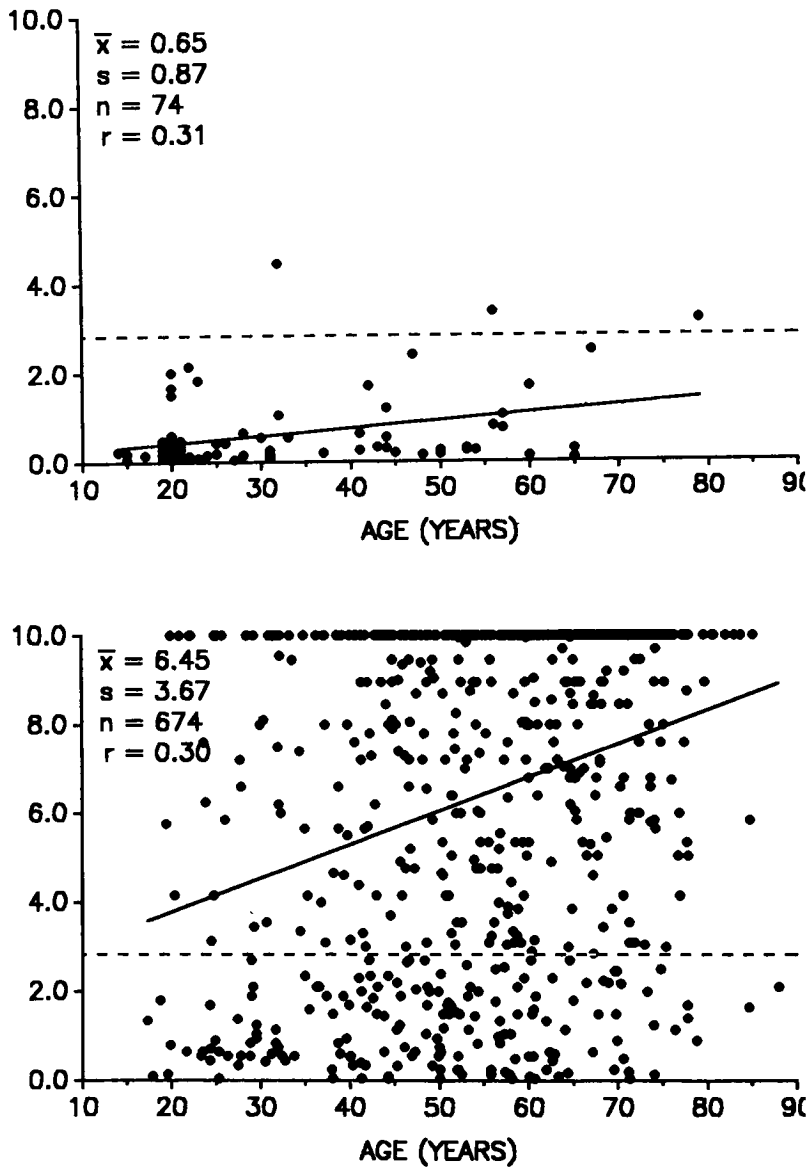 10.0
x̅ = 0.65
s = 0.87
n = 74
r = 0.31
8.0
6.0
4.0
2.0
0.0
10 20 30 40 50 60 70 80 90
AGE (YEARS)
10.0
x̅ = 6.45
s = 3.67
n = 674
r = 0.30
8.0
6.0
4.0
2.0
0.0
10 20 30 40 50 60 70 80 90
AGE (YEARS)